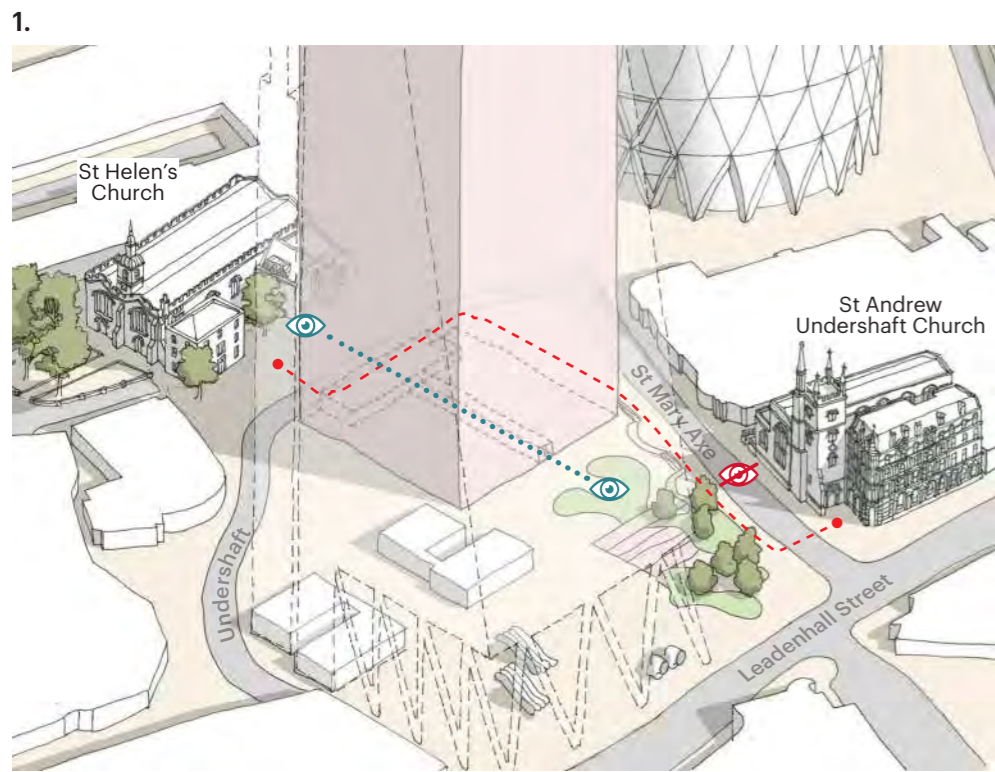 1.
St Helen's
Church
St Andrew
Undershaft Church
St Mary Axe
Undershaft
Leadenhall Street